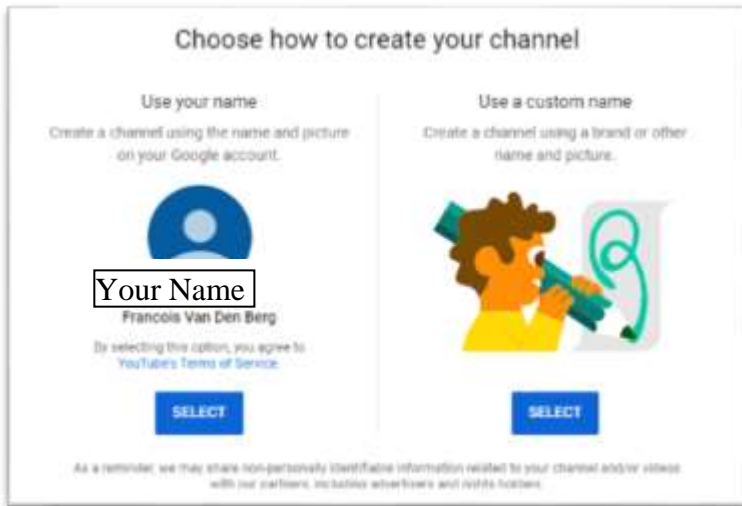 Choose how to create your channel
Use your name
Create a channel using the name and picture
on your Google account.
Your Name
Francois Van Den Berg
By selecting this option, you agree to
YouTube's Terms of Service
SELECT
Use a custom name
Create a channel using a brand or other
name and picture.
SELECT
As a reminder, we may share non-personally identifiable information related to your channel and/or videos
with our partners, including advertisers and rights holders.